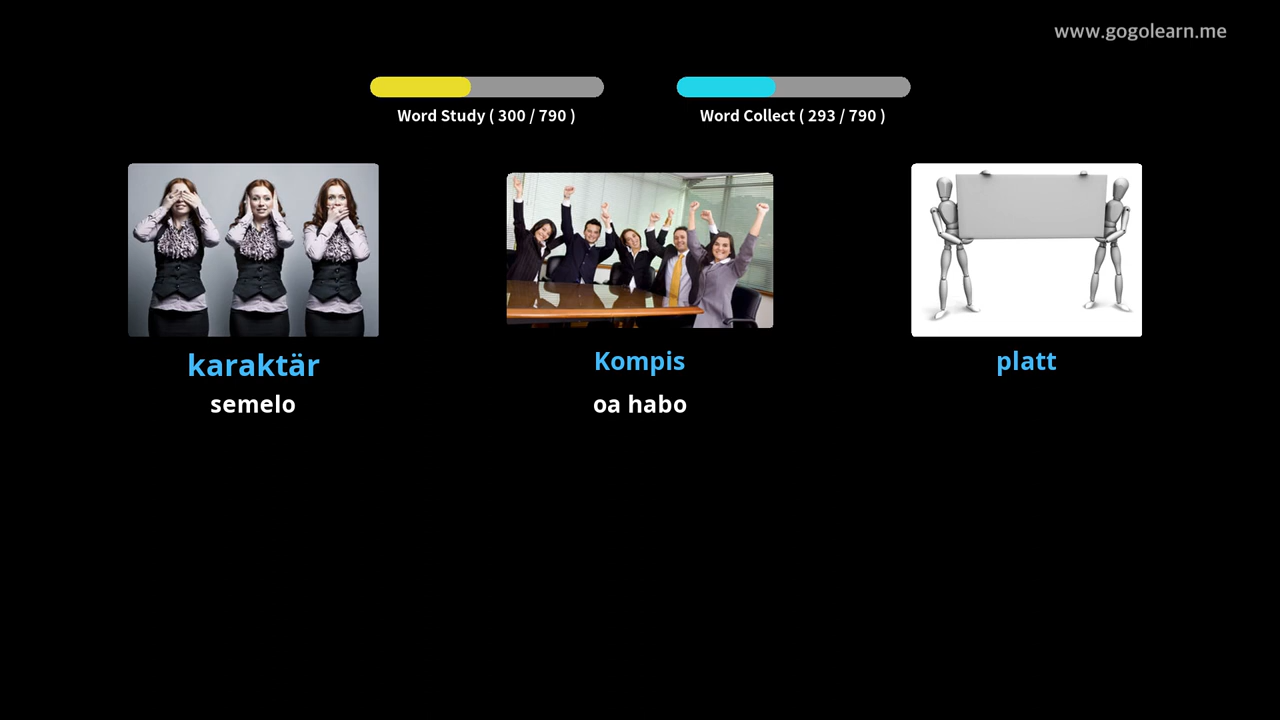 www.gogolearn.me
Word Study ( 300 / 790 )
Word Collect ( 293 / 790 )
karaktär
semelo
Kompis
oa habo
platt